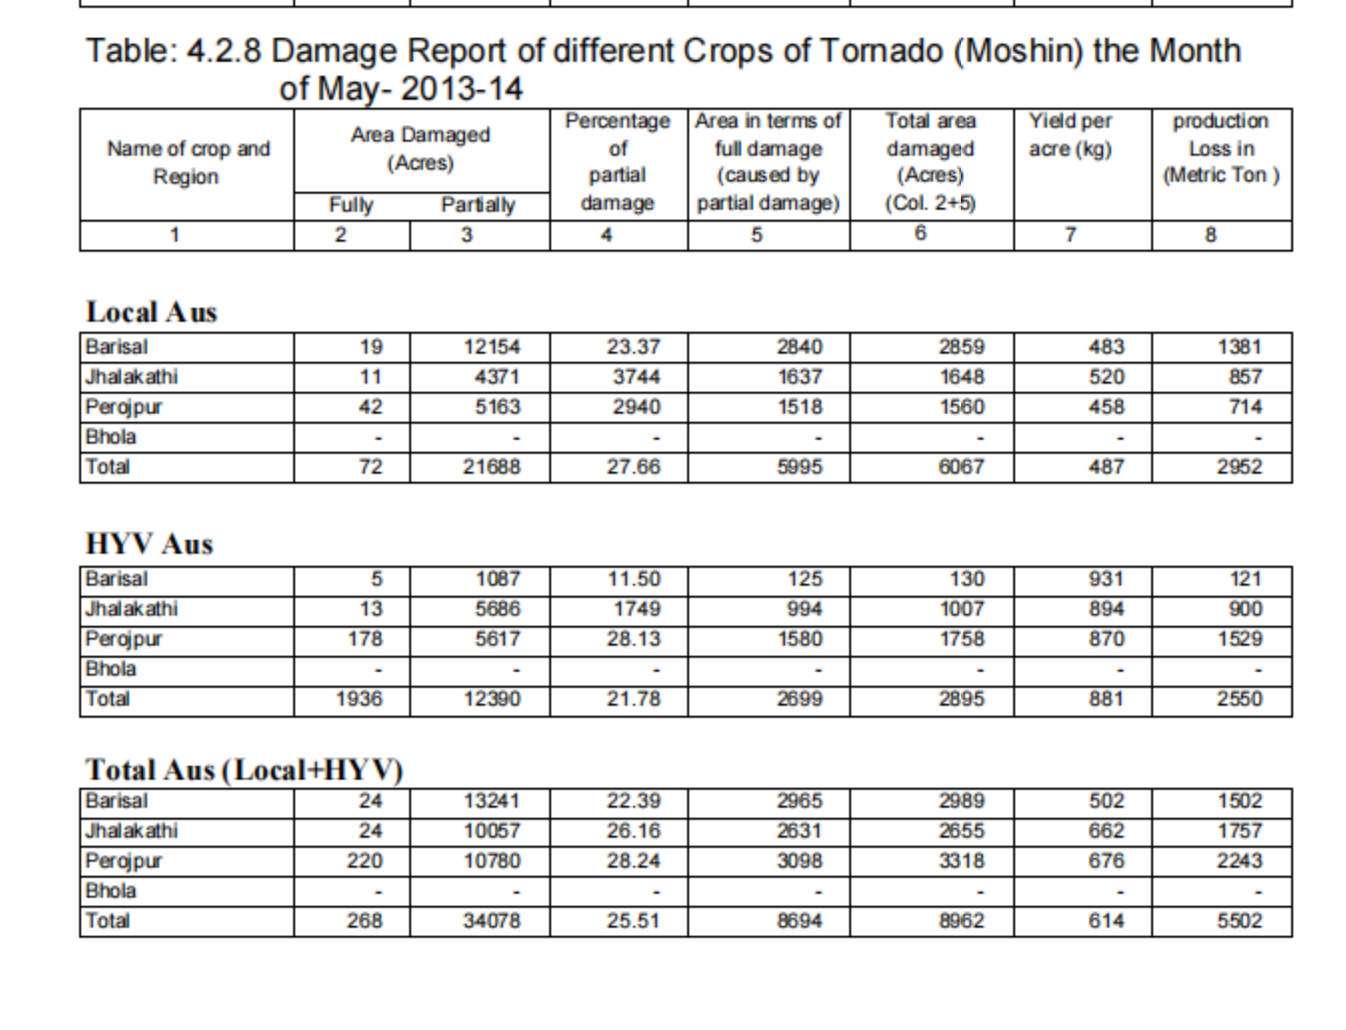 Table: 4.2.8 Damage Report of different Crops of Tornado (Moshin) the Month
of May- 2013-14
Name of crop and Region | Area Damaged (Acres) | Percentage of partial damage | Area in terms of full damage (caused by partial damage) | Total area damaged (Acres) (Col. 2+5) | Yield per acre (kg) | production Loss in (Metric Ton )
Fully | Partially
1 | 2 | 3 | 4 | 5 | 6 | 7 | 8
Local Aus
Barisal | 19 | 12154 | 23.37 | 2840 | 2859 | 483 | 1381
Jhalakathi | 11 | 4371 | 3744 | 1637 | 1648 | 520 | 857
Perojpur | 42 | 5163 | 2940 | 1518 | 1560 | 458 | 714
Bhola | - | - | - | - | - | - | -
Total | 72 | 21688 | 27.66 | 5995 | 6067 | 487 | 2952
HYV Aus
Barisal | 5 | 1087 | 11.50 | 125 | 130 | 931 | 121
Jhalakathi | 13 | 5686 | 1749 | 994 | 1007 | 894 | 900
Perojpur | 178 | 5617 | 28.13 | 1580 | 1758 | 870 | 1529
Bhola | - | - | - | - | - | - | -
Total | 1936 | 12390 | 21.78 | 2699 | 2895 | 881 | 2550
Total Aus (Local+HYV)
Barisal | 24 | 13241 | 22.39 | 2965 | 2989 | 502 | 1502
Jhalakathi | 24 | 10057 | 26.16 | 2631 | 2655 | 662 | 1757
Perojpur | 220 | 10780 | 28.24 | 3098 | 3318 | 676 | 2243
Bhola | - | - | - | - | - | - | -
Total | 268 | 34078 | 25.51 | 8694 | 8962 | 614 | 5502